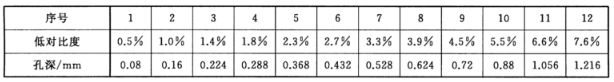 序号 1 2 3 4 5 6 7 8 9 10 11 12
低对比度 0.5% 1.0% 1.4% 1.8% 2.3% 2.7% 3.3% 3.9% 4.5% 5.5% 6.6% 7.6%
孔深/mm 0.08 0.16 0.224 0.288 0.368 0.432 0.528 0.624 0.72 0.88 1.056 1.216